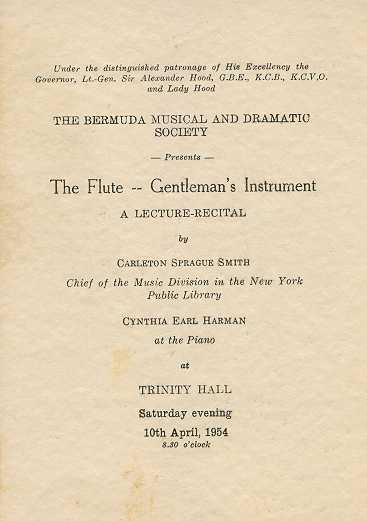 Under the distinguished patronage of His Excellency the
Governor, Lt.-Gen. Sir Alexander Hood, G.B.E., K.C.B., K.C.V.O.
and Lady Hood
THE BERMUDA MUSICAL AND DRAMATIC
SOCIETY
— Presents —
The Flute -- Gentleman's Instrument
A LECTURE-RECITAL
by
CARLETON SPRAGUE SMITH
Chief of the Music Division in the New York
Public Library
CYNTHIA EARL HARMAN
at the Piano
at
TRINITY HALL
Saturday evening
10th April, 1954
8.30 o'clock